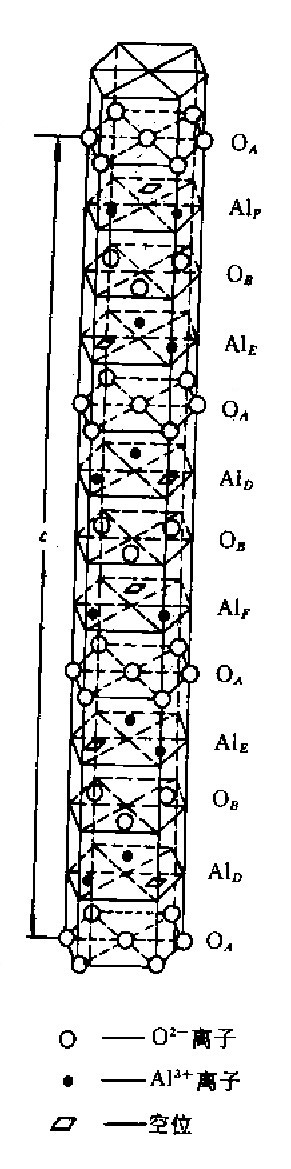 O_A
Al_F
O_B
Al_E
O_A
Al_D
O_B
Al_F
O_A
Al_E
O_B
Al_D
O_A
c
○ —— O²⁻离子
● —— Al³⁺离子
▱ —— 空位